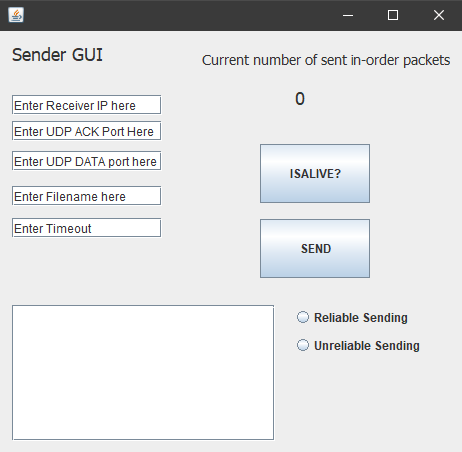 Sender GUI
Current number of sent in-order packets
0
Enter Receiver IP here
Enter UDP ACK Port Here
Enter UDP DATA port here
Enter Filename here
Enter Timeout
ISALIVE?
SEND
Reliable Sending
Unreliable Sending